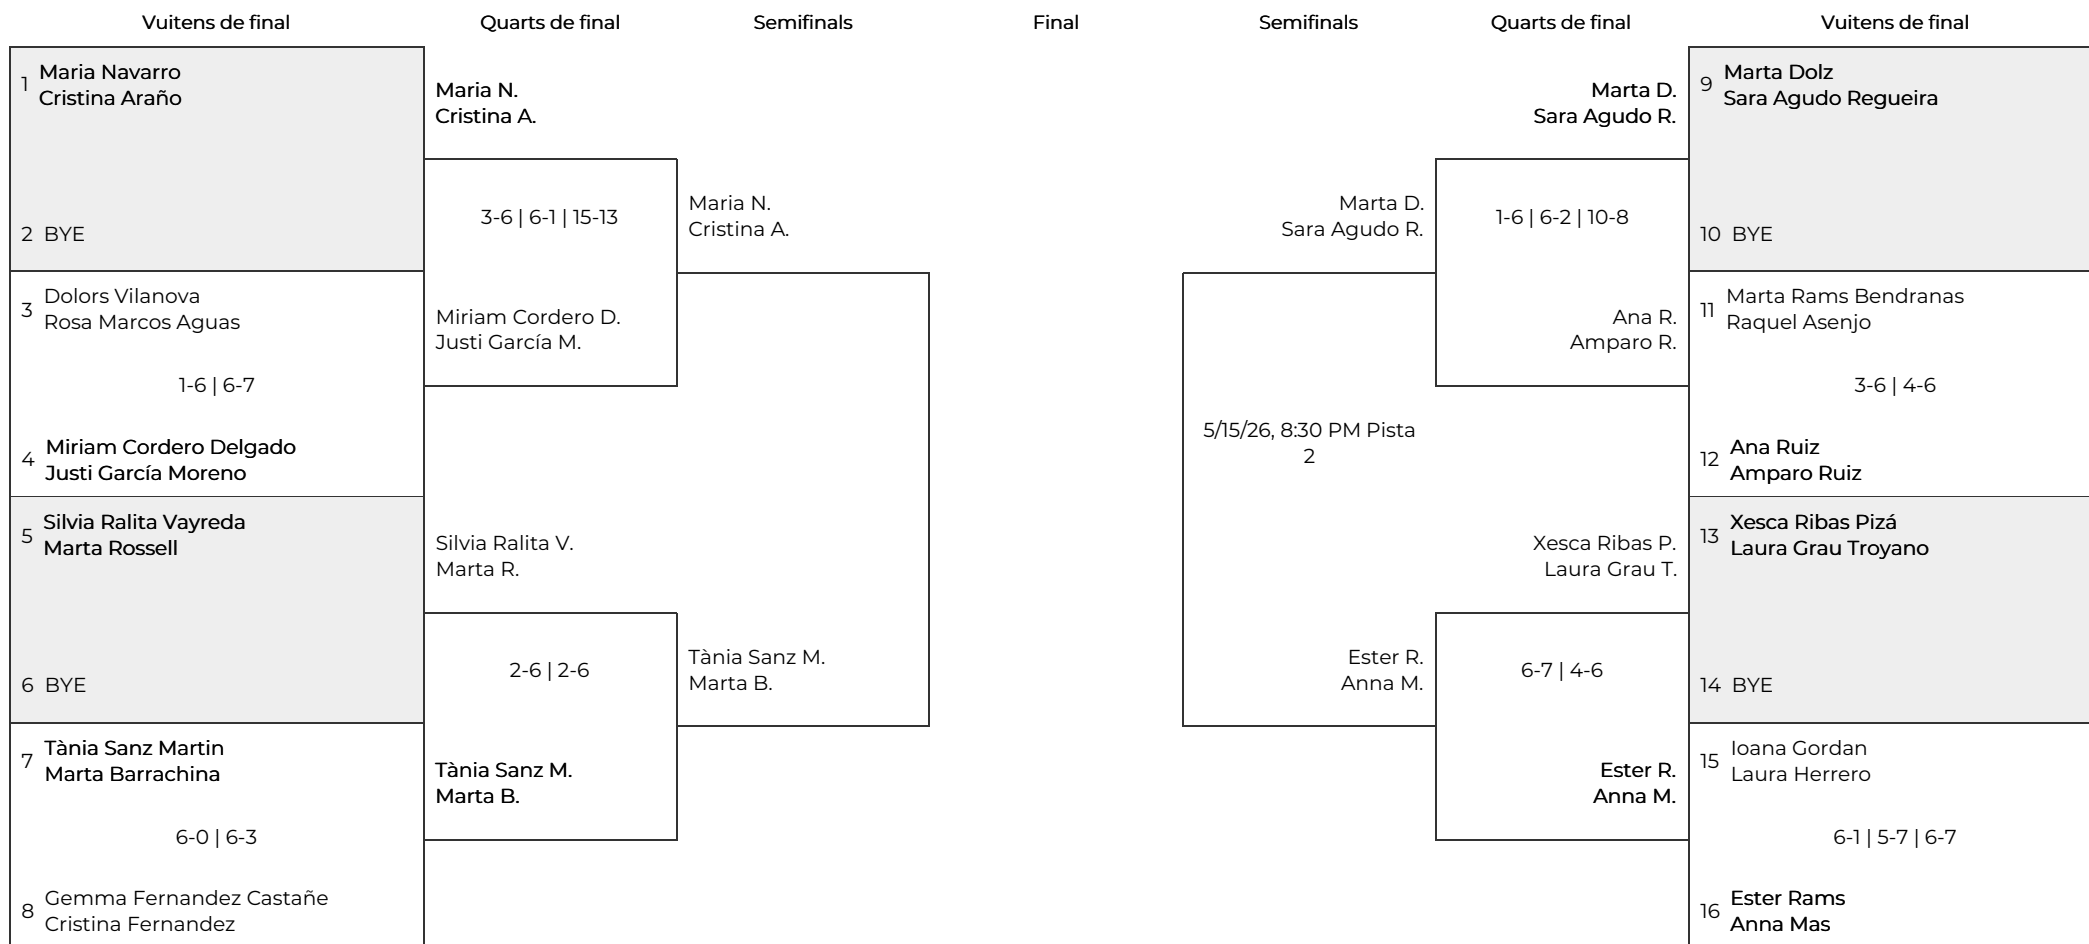 Vuitens de final
Quarts de final
Semifinals
Final
Semifinals
Quarts de final
Vuitens de final
1
Maria Navarro
Cristina Araño
2 BYE
3
Dolors Vilanova
Rosa Marcos Aguas
1-6 | 6-7
4
Miriam Cordero Delgado
Justi García Moreno
5
Silvia Ralita Vayreda
Marta Rossell
6 BYE
7
Tània Sanz Martin
Marta Barrachina
6-0 | 6-3
8
Gemma Fernandez Castañe
Cristina Fernandez
Maria N.
Cristina A.
3-6 | 6-1 | 15-13
Miriam Cordero D.
Justi García M.
Silvia Ralita V.
Marta R.
2-6 | 2-6
Tània Sanz M.
Marta B.
Maria N.
Cristina A.
Tània Sanz M.
Marta B.
Marta D.
Sara Agudo R.
5/15/26, 8:30 PM Pista
2
Ester R.
Anna M.
Marta D.
Sara Agudo R.
1-6 | 6-2 | 10-8
Ana R.
Amparo R.
Xesca Ribas P.
Laura Grau T.
6-7 | 4-6
Ester R.
Anna M.
9
Marta Dolz
Sara Agudo Regueira
10 BYE
11
Marta Rams Bendranas
Raquel Asenjo
3-6 | 4-6
12
Ana Ruiz
Amparo Ruiz
13
Xesca Ribas Pizá
Laura Grau Troyano
14 BYE
15
Ioana Gordan
Laura Herrero
6-1 | 5-7 | 6-7
16
Ester Rams
Anna Mas